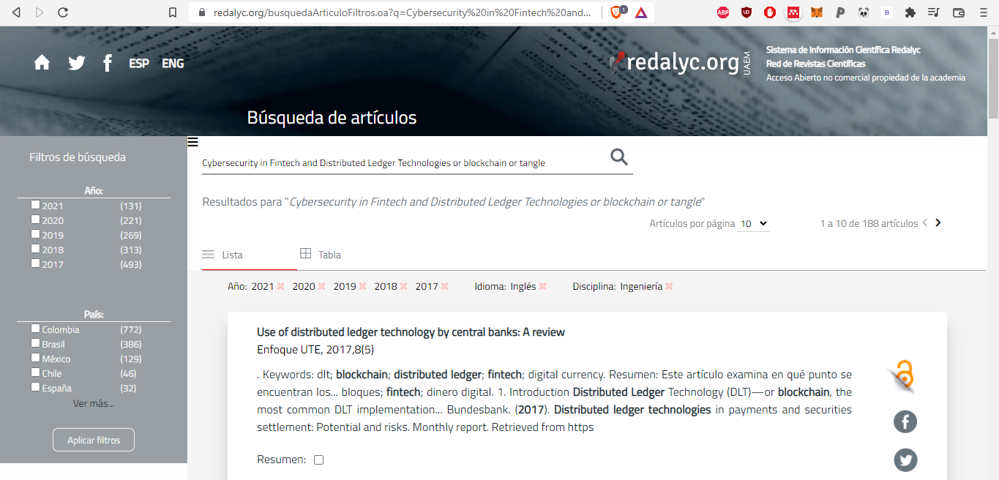 redalyc.org/busquedaArticuloFiltros.oa?q=Cybersecurity%20in%20Fintech%20and...
1
ABP
UD
B
ESP ENG
redalyc.org UAEM
Sistema de Información Científica Redalyc
Red de Revistas Científicas
Acceso Abierto no comercial propiedad de la academia
Búsqueda de artículos
Filtros de búsqueda
Año:
2021 (131)
2020 (221)
2019 (269)
2018 (313)
2017 (493)
País:
Colombia (772)
Brasil (386)
México (129)
Chile (46)
España (32)
Ver más...
Aplicar filtros
Cybersecurity in Fintech and Distributed Ledger Technologies or blockchain or tangle
Resultados para "Cybersecurity in Fintech and Distributed Ledger Technologies or blockchain or tangle"
Artículos por página 10
1 a 10 de 188 artículos
Lista Tabla
Año: 2021 2020 2019 2018 2017 Idioma: Inglés Disciplina: Ingeniería
Use of distributed ledger technology by central banks: A review
Enfoque UTE, 2017,8(5)
. Keywords: dlt; blockchain; distributed ledger; fintech; digital currency. Resumen: Este artículo examina en qué punto se
encuentran los... bloques; fintech; dinero digital. 1. Introduction Distributed Ledger Technology (DLT)—or blockchain, the
most common DLT implementation... Bundesbank. (2017). Distributed ledger technologies in payments and securities
settlement: Potential and risks. Monthly report. Retrieved from https
Resumen: